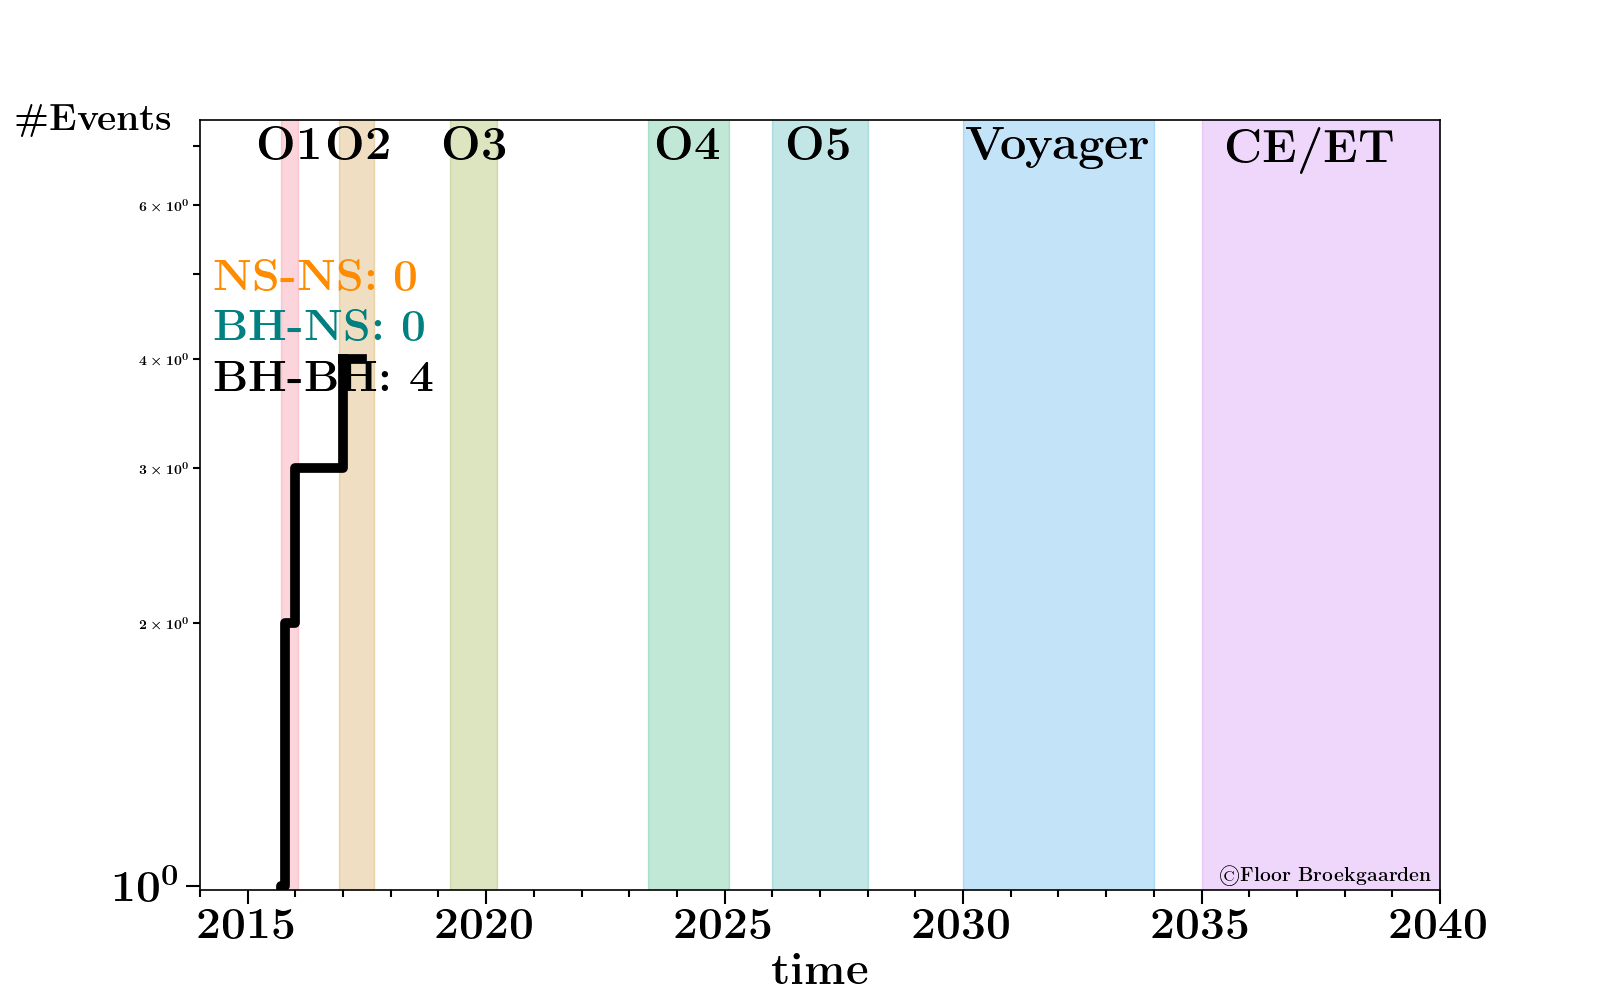 #Events
O1 O2 O3 O4 O5 Voyager CE/ET
6 × 10⁰
NS-NS: 0
BH-NS: 0
4 × 10⁰
BH-BH: 4
3 × 10⁰
2 × 10⁰
10⁰
©Floor Broekgaarden
2015 2020 2025 2030 2035 2040
time